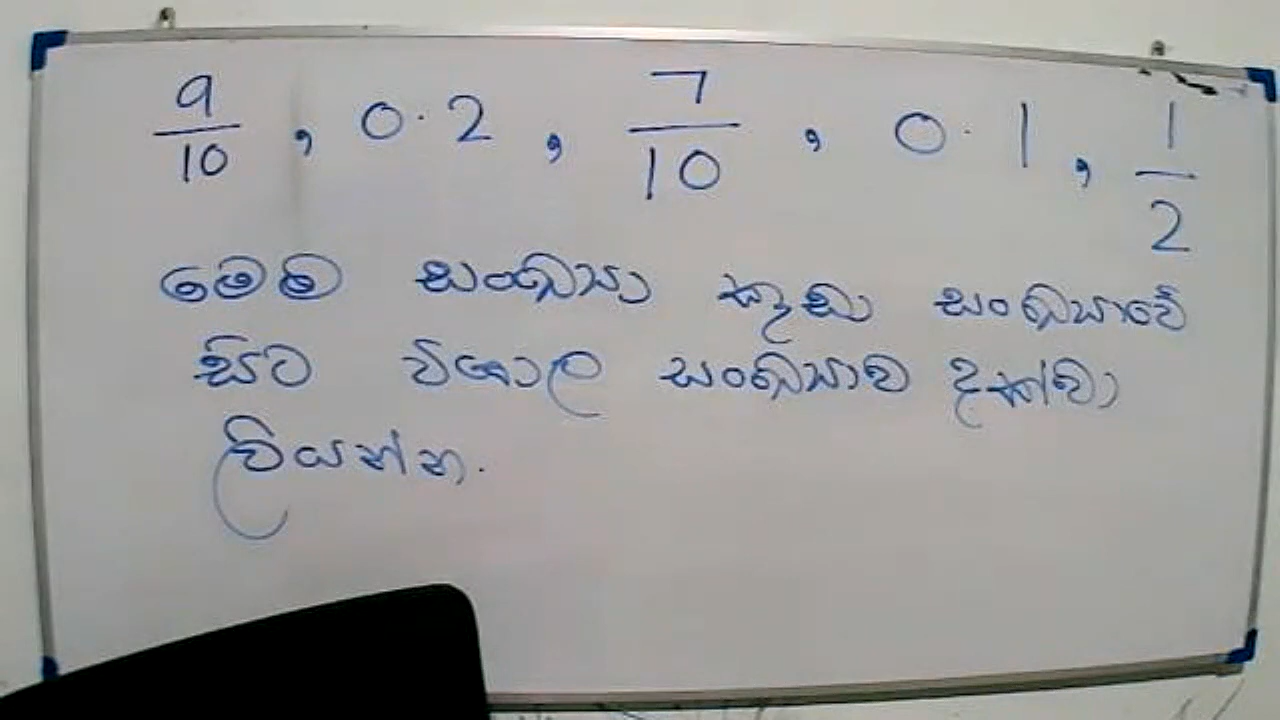 9/10 , 0.2 , 7/10 , 0.1 , 1/2
මෙම සංඛ්‍යා කුඩා සංඛ්‍යාවේ
සිට විශාල සංඛ්‍යාව දක්වා
ලියන්න.